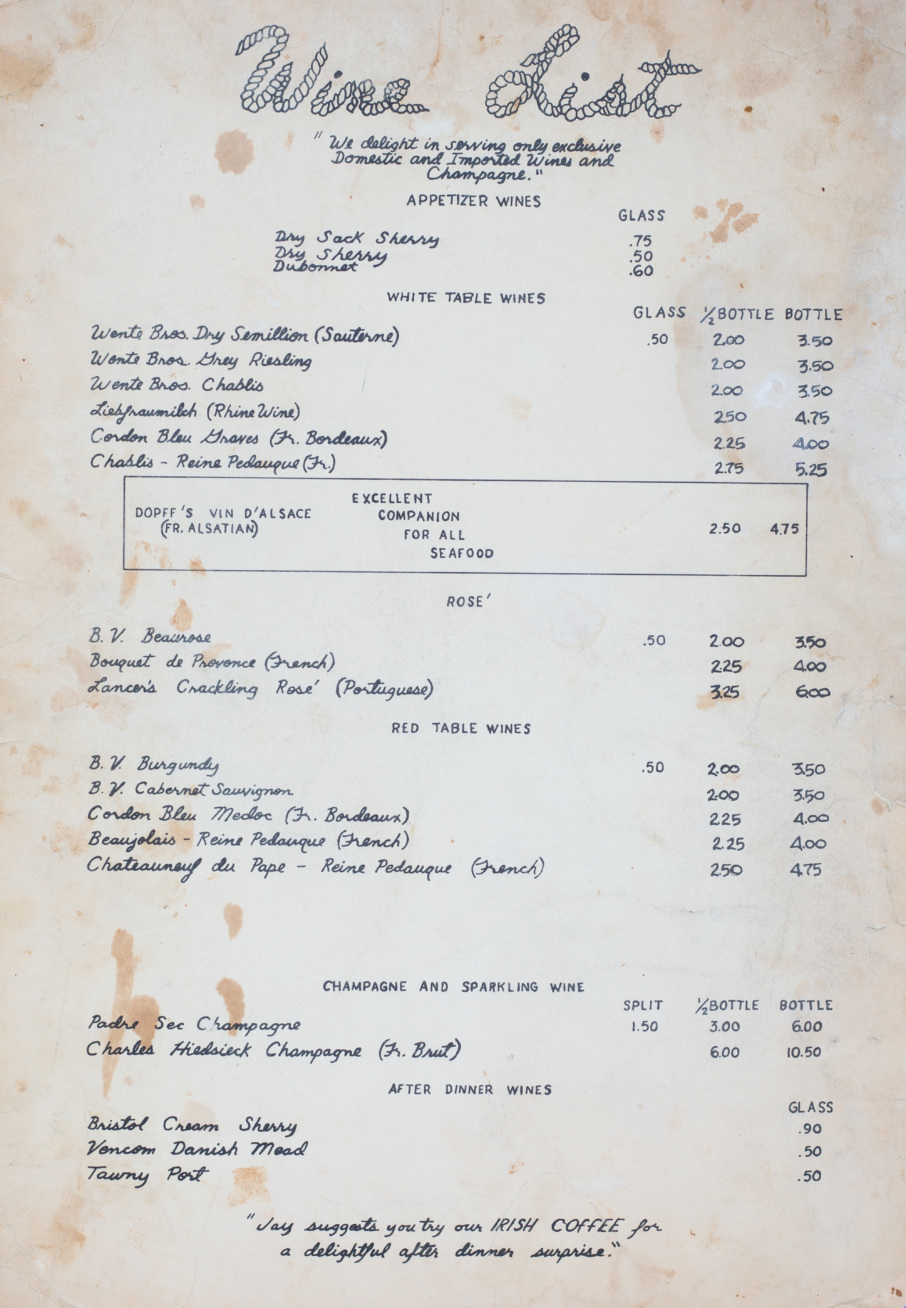 Wine List
"We delight in serving only exclusive
Domestic and Imported Wines and
Champagne."
APPETIZER WINES
GLASS
Dry Sack Sherry .75
Dry Sherry .50
Dubonnet .60
WHITE TABLE WINES
GLASS ½ BOTTLE BOTTLE
Wente Bros. Dry Semillion (Sauterne) .50 2.00 3.50
Wente Bros. Grey Riesling 2.00 3.50
Wente Bros. Chablis 2.00 3.50
Liebfraumilch (Rhine Wine) 2.50 4.75
Cordon Bleu Graves (Fr. Bordeaux) 2.25 4.00
Chablis - Reine Pedauque (Fr.) 2.75 5.25
EXCELLENT
DOPFF'S VIN D'ALSACE COMPANION
(FR. ALSATIAN) FOR ALL 2.50 4.75
SEAFOOD
ROSE'
B.V. Beaurose .50 2.00 3.50
Bouquet de Provence (French) 2.25 4.00
Lancer's Crackling Rosé (Portuguese) 3.25 6.00
RED TABLE WINES
B.V. Burgundy .50 2.00 3.50
B.V. Cabernet Sauvignon 2.00 3.50
Cordon Bleu Medoc (Fr. Bordeaux) 2.25 4.00
Beaujolais - Reine Pedauque (French) 2.25 4.00
Chateauneuf du Pape - Reine Pedauque (French) 2.50 4.75
CHAMPAGNE AND SPARKLING WINE
SPLIT ½ BOTTLE BOTTLE
Padre Sec Champagne 1.50 3.00 6.00
Charles Hiedsieck Champagne (Fr. Brut) 6.00 10.50
AFTER DINNER WINES
GLASS
Bristol Cream Sherry .90
Vencom Danish Mead .50
Tawny Port .50
"Jay suggests you try our IRISH COFFEE for
a delightful after dinner surprise."